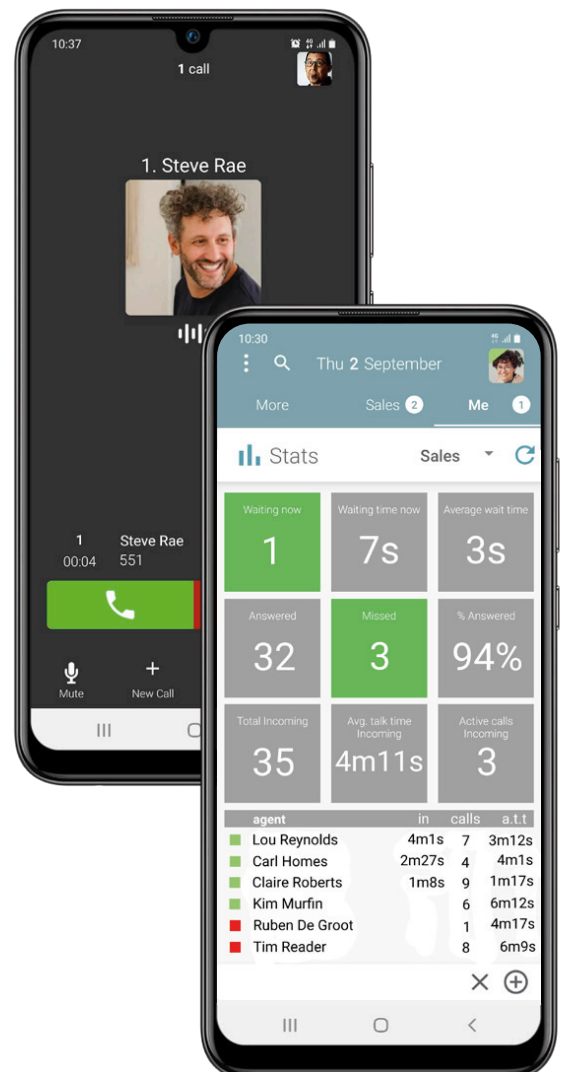 10:37
1 call
1. Steve Rae
1 Steve Rae
00:04 551
Mute
New Call
10:30
Thu 2 September
More Sales 2 Me 1
Stats Sales
Waiting now Waiting time now Average wait time
1 7s 3s
Answered Missed % Answered
32 3 94%
Total Incoming Avg. talk time Active calls
Incoming Incoming
35 4m11s 3
agent in calls a.t.t
Lou Reynolds 4m1s 7 3m12s
Carl Homes 2m27s 4 4m1s
Claire Roberts 1m8s 9 1m17s
Kim Murfin 6 6m12s
Ruben De Groot 1 4m17s
Tim Reader 8 6m9s